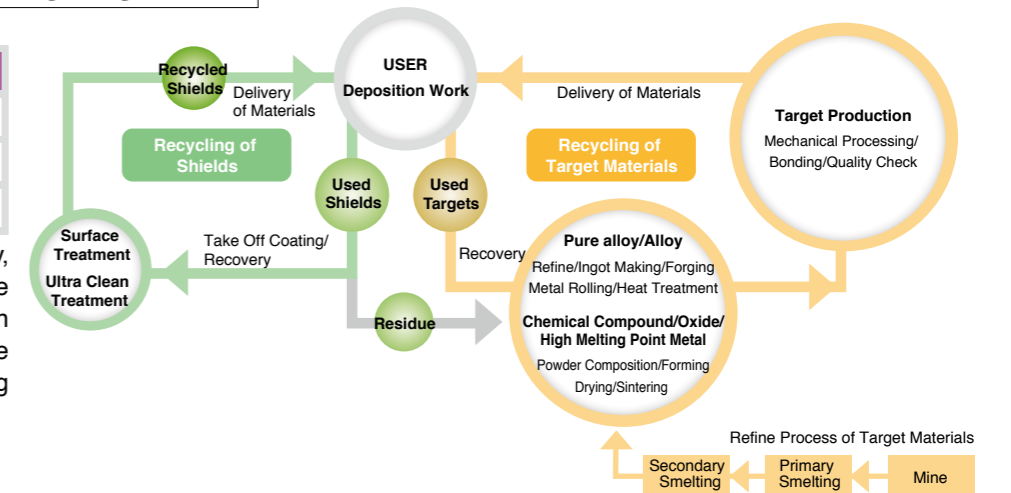 Recycled
Shields
Delivery
of Materials
USER
Deposition Work
Delivery of Materials
Target Production
Mechanical Processing/
Bonding/Quality Check
Recycling of
Shields
Recycling of
Target Materials
Used
Shields
Used
Targets
Surface
Treatment
Ultra Clean
Treatment
Take Off Coating/
Recovery
Recovery
Pure alloy/Alloy
Refine/Ingot Making/Forging
Metal Rolling/Heat Treatment
Chemical Compound/Oxide/
High Melting Point Metal
Powder Composition/Forming
Drying/Sintering
Residue
Refine Process of Target Materials
Secondary
Smelting
Primary
Smelting
Mine